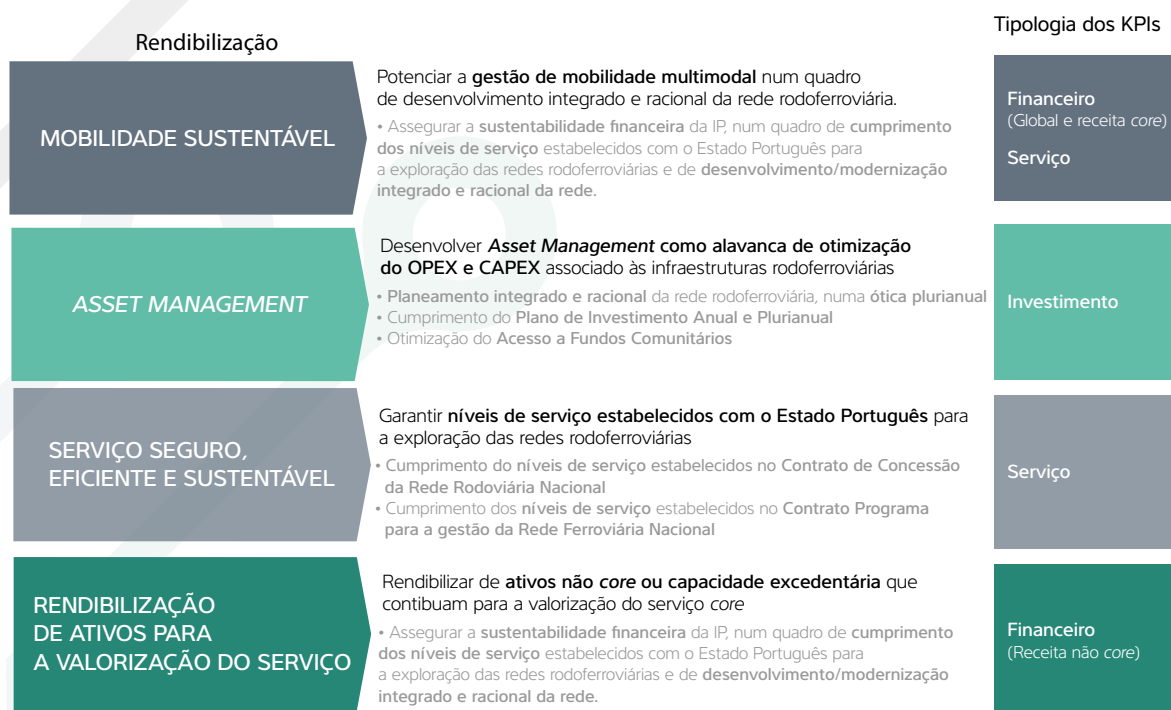 Rendibilização
Tipologia dos KPIs
MOBILIDADE SUSTENTÁVEL
Potenciar a gestão de mobilidade multimodal num quadro
de desenvolvimento integrado e racional da rede rodoferroviária.
• Assegurar a sustentabilidade financeira da IP, num quadro de cumprimento
dos níveis de serviço estabelecidos com o Estado Português para
a exploração das redes rodoferroviárias e de desenvolvimento/modernização
integrado e racional da rede.
Financeiro
(Global e receita core)
Serviço
ASSET MANAGEMENT
Desenvolver Asset Management como alavanca de otimização
do OPEX e CAPEX associado às infraestruturas rodoferroviárias
• Planeamento integrado e racional da rede rodoferroviária, numa ótica plurianual
• Cumprimento do Plano de Investimento Anual e Plurianual
• Otimização do Acesso a Fundos Comunitários
Investimento
SERVIÇO SEGURO,
EFICIENTE E SUSTENTÁVEL
Garantir níveis de serviço estabelecidos com o Estado Português para
a exploração das redes rodoferroviárias
• Cumprimento do níveis de serviço estabelecidos no Contrato de Concessão
da Rede Rodoviária Nacional
• Cumprimento dos níveis de serviço estabelecidos no Contrato Programa
para a gestão da Rede Ferroviária Nacional
Serviço
RENDIBILIZAÇÃO
DE ATIVOS PARA
A VALORIZAÇÃO DO SERVIÇO
Rendibilizar de ativos não core ou capacidade excedentária que
contibuam para a valorização do serviço core
• Assegurar a sustentabilidade financeira da IP, num quadro de cumprimento
dos níveis de serviço estabelecidos com o Estado Português para
a exploração das redes rodoferroviárias e de desenvolvimento/modernização
integrado e racional da rede.
Financeiro
(Receita não core)